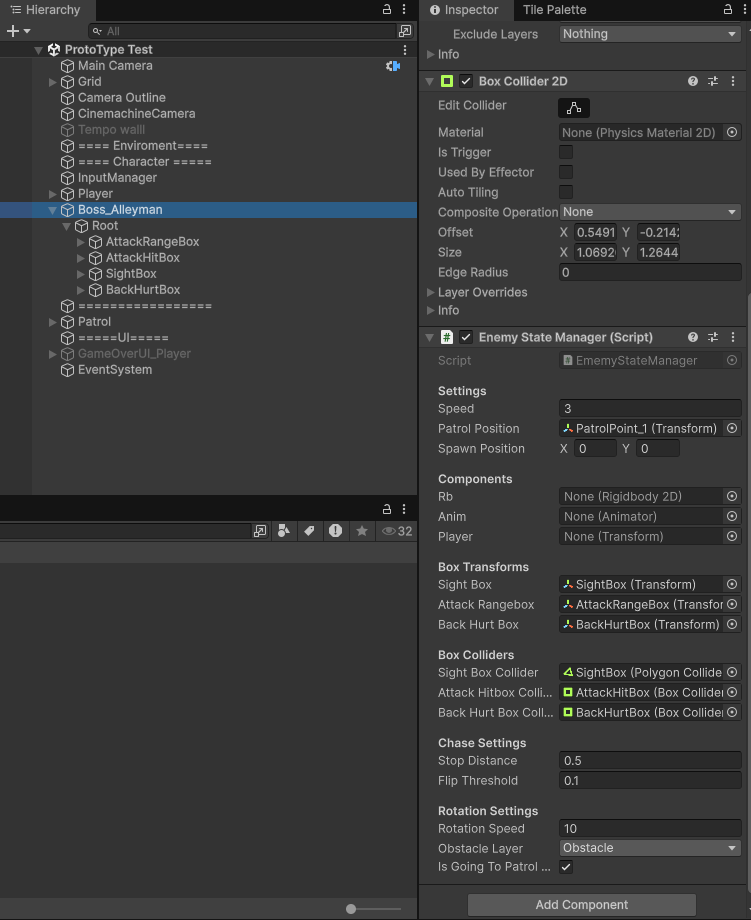 Hierarchy
All
ProtoType Test
Main Camera
Grid
Camera Outline
CinemachineCamera
Tempo walll
==== Enviroment====
==== Character =====
InputManager
Player
Boss_Alleyman
Root
AttackRangeBox
AttackHitBox
SightBox
BackHurtBox
=================
Patrol
=====UI=====
GameOverUI_Player
EventSystem
32
Inspector
Tile Palette
Exclude Layers Nothing
Info
Box Collider 2D
Edit Collider
Material None (Physics Material 2D)
Is Trigger
Used By Effector
Auto Tiling
Composite Operation None
Offset X 0.5491 Y -0.2142
Size X 1.0692 Y 1.2644
Edge Radius 0
Layer Overrides
Info
# Enemy State Manager (Script)
Script # EmemyStateManager
Settings
Speed 3
Patrol Position PatrolPoint_1 (Transform)
Spawn Position X 0 Y 0
Components
Rb None (Rigidbody 2D)
Anim None (Animator)
Player None (Transform)
Box Transforms
Sight Box SightBox (Transform)
Attack Rangebox AttackRangeBox (Transfor
Back Hurt Box BackHurtBox (Transform)
Box Colliders
Sight Box Collider SightBox (Polygon Collide
Attack Hitbox Colli... AttackHitBox (Box Collider
Back Hurt Box Coll... BackHurtBox (Box Collider
Chase Settings
Stop Distance 0.5
Flip Threshold 0.1
Rotation Settings
Rotation Speed 10
Obstacle Layer Obstacle
Is Going To Patrol ...
Add Component